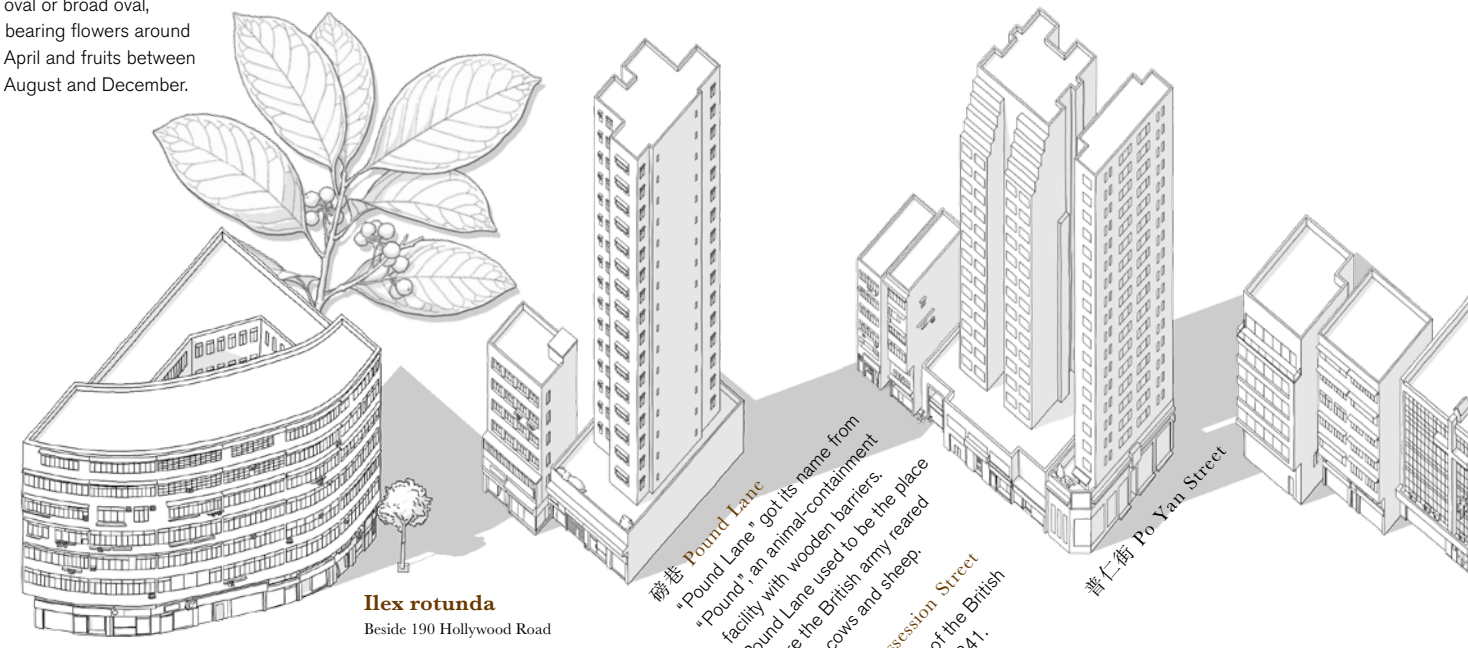 oval or broad oval,
bearing flowers around
April and fruits between
August and December.
Ilex rotunda
Beside 190 Hollywood Road
磅巷 Pound Lane
“Pound Lane” got its name from
“Pound”, an animal-containment
facility with wooden barriers.
Pound Lane used to be the place
the British army reared
cows and sheep.
Street
of the British
普仁街 Po Yan Street